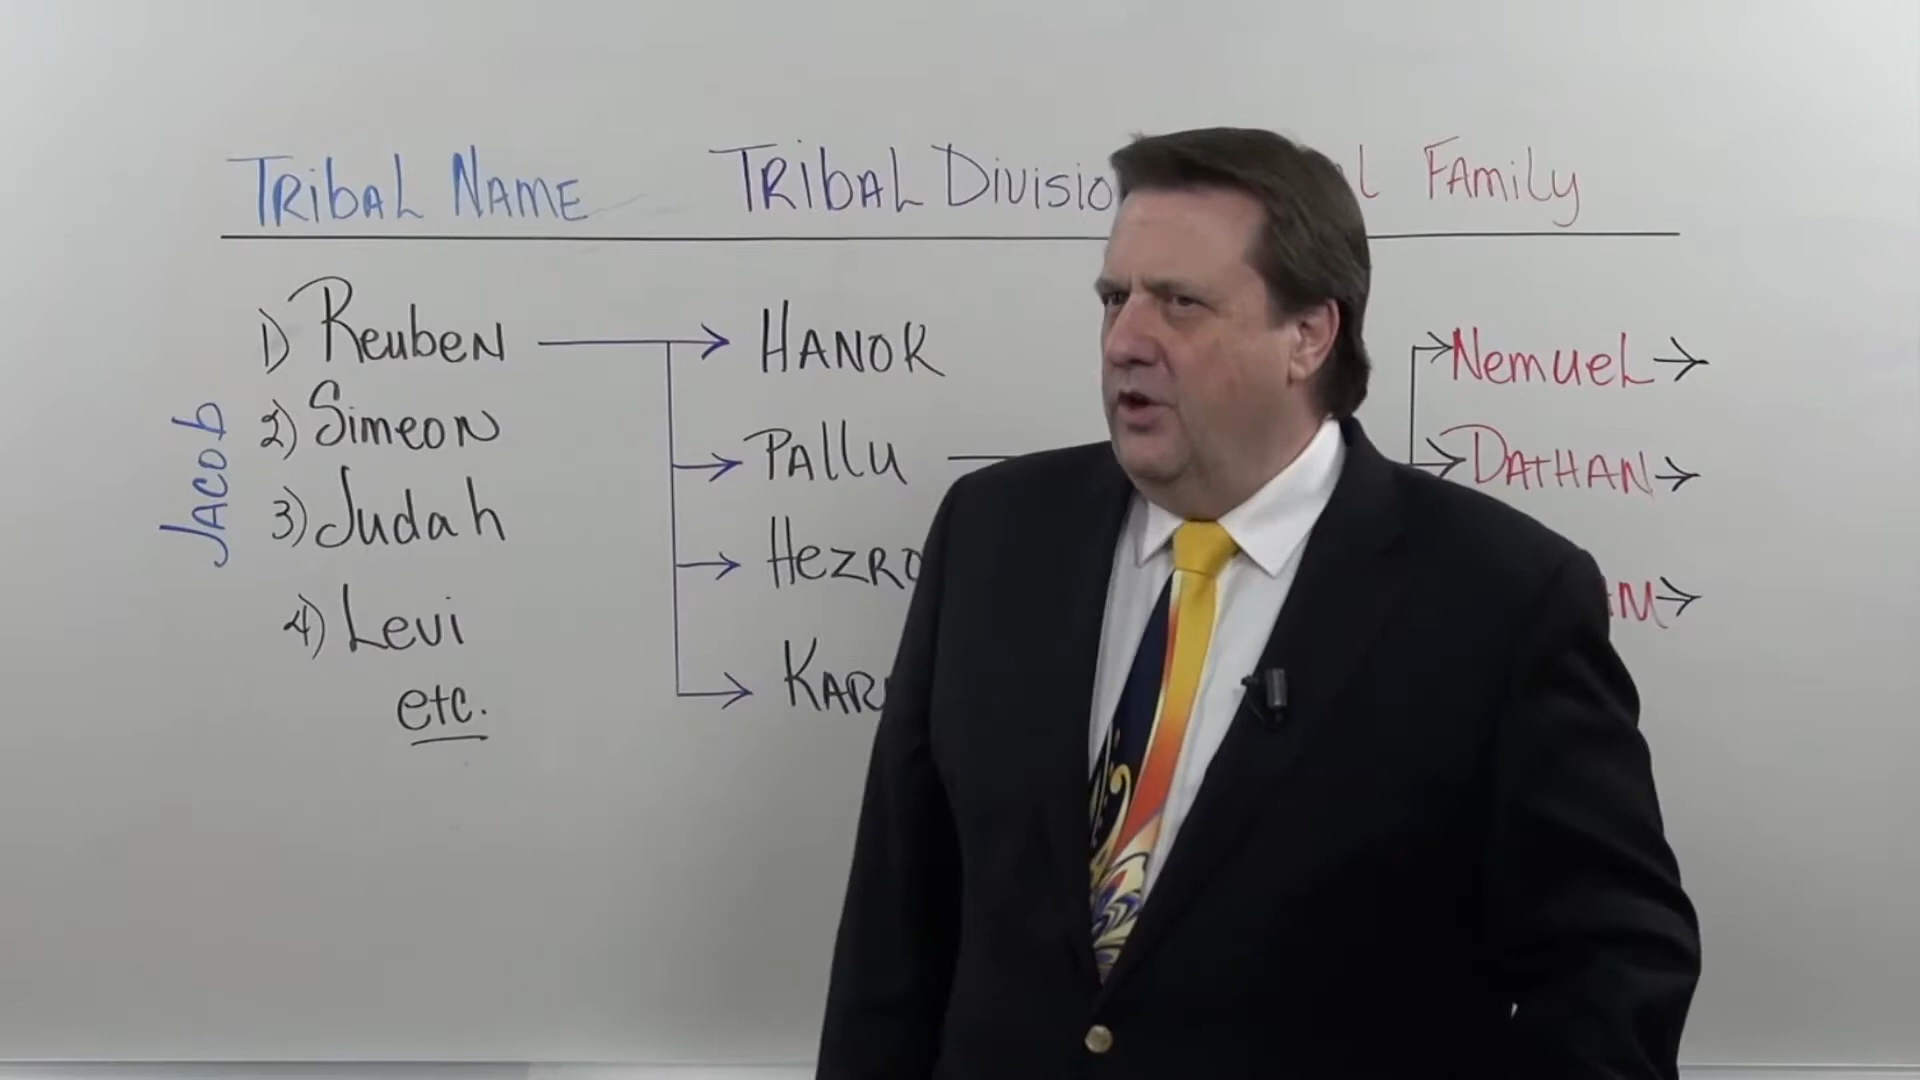 Tribal Name Tribal Divisio l Family
Jacob
1) Reuben
2) Simeon
3) Judah
4) Levi
etc.
Hanok
Pallu
Hezro
Kar
Nemuel
Dathan